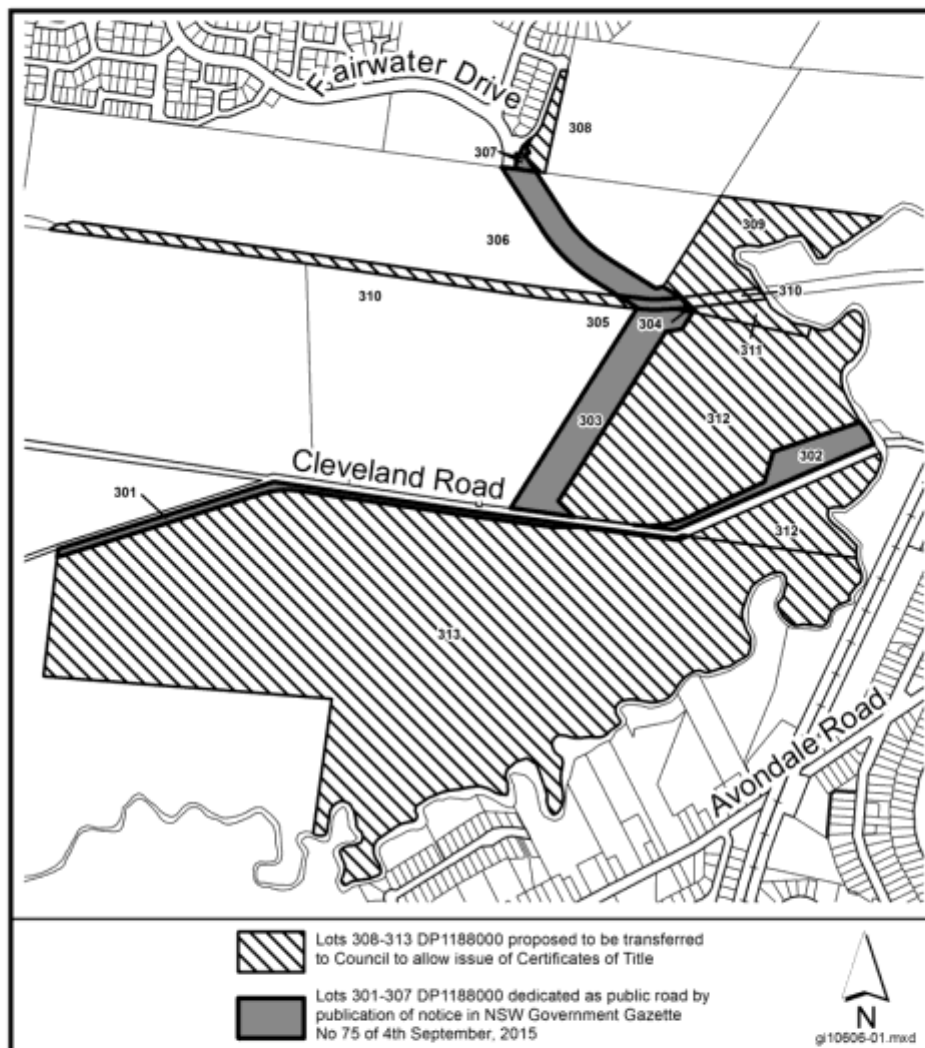 Fairwater Drive
308
307
309
306
310
310
305
304
311
303
312
302
Cleveland Road
301
312
313
Avondale Road
Lots 308-313 DP1188000 proposed to be transferred
to Council to allow issue of Certificates of Title
Lots 301-307 DP1188000 dedicated as public road by
publication of notice in NSW Government Gazette
No 75 of 4th September, 2015
N
gi10606-01.mxd